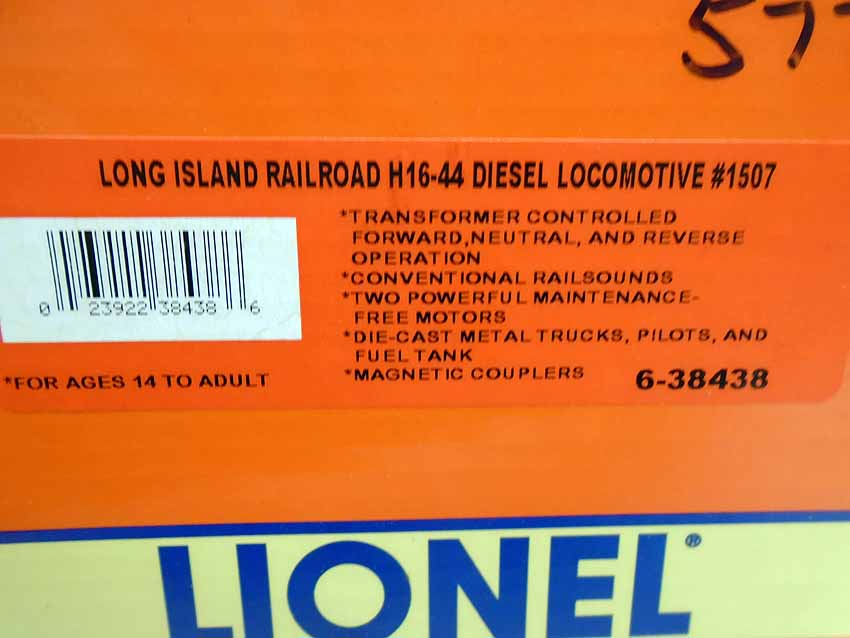 57
LONG ISLAND RAILROAD H16-44 DIESEL LOCOMOTIVE #1507
*TRANSFORMER CONTROLLED
FORWARD,NEUTRAL, AND REVERSE
OPERATION
*CONVENTIONAL RAILSOUNDS
*TWO POWERFUL MAINTENANCE-
FREE MOTORS
*DIE-CAST METAL TRUCKS, PILOTS, AND
FUEL TANK
*MAGNETIC COUPLERS
0 23922 38438 6
*FOR AGES 14 TO ADULT
6-38438
LIONEL®